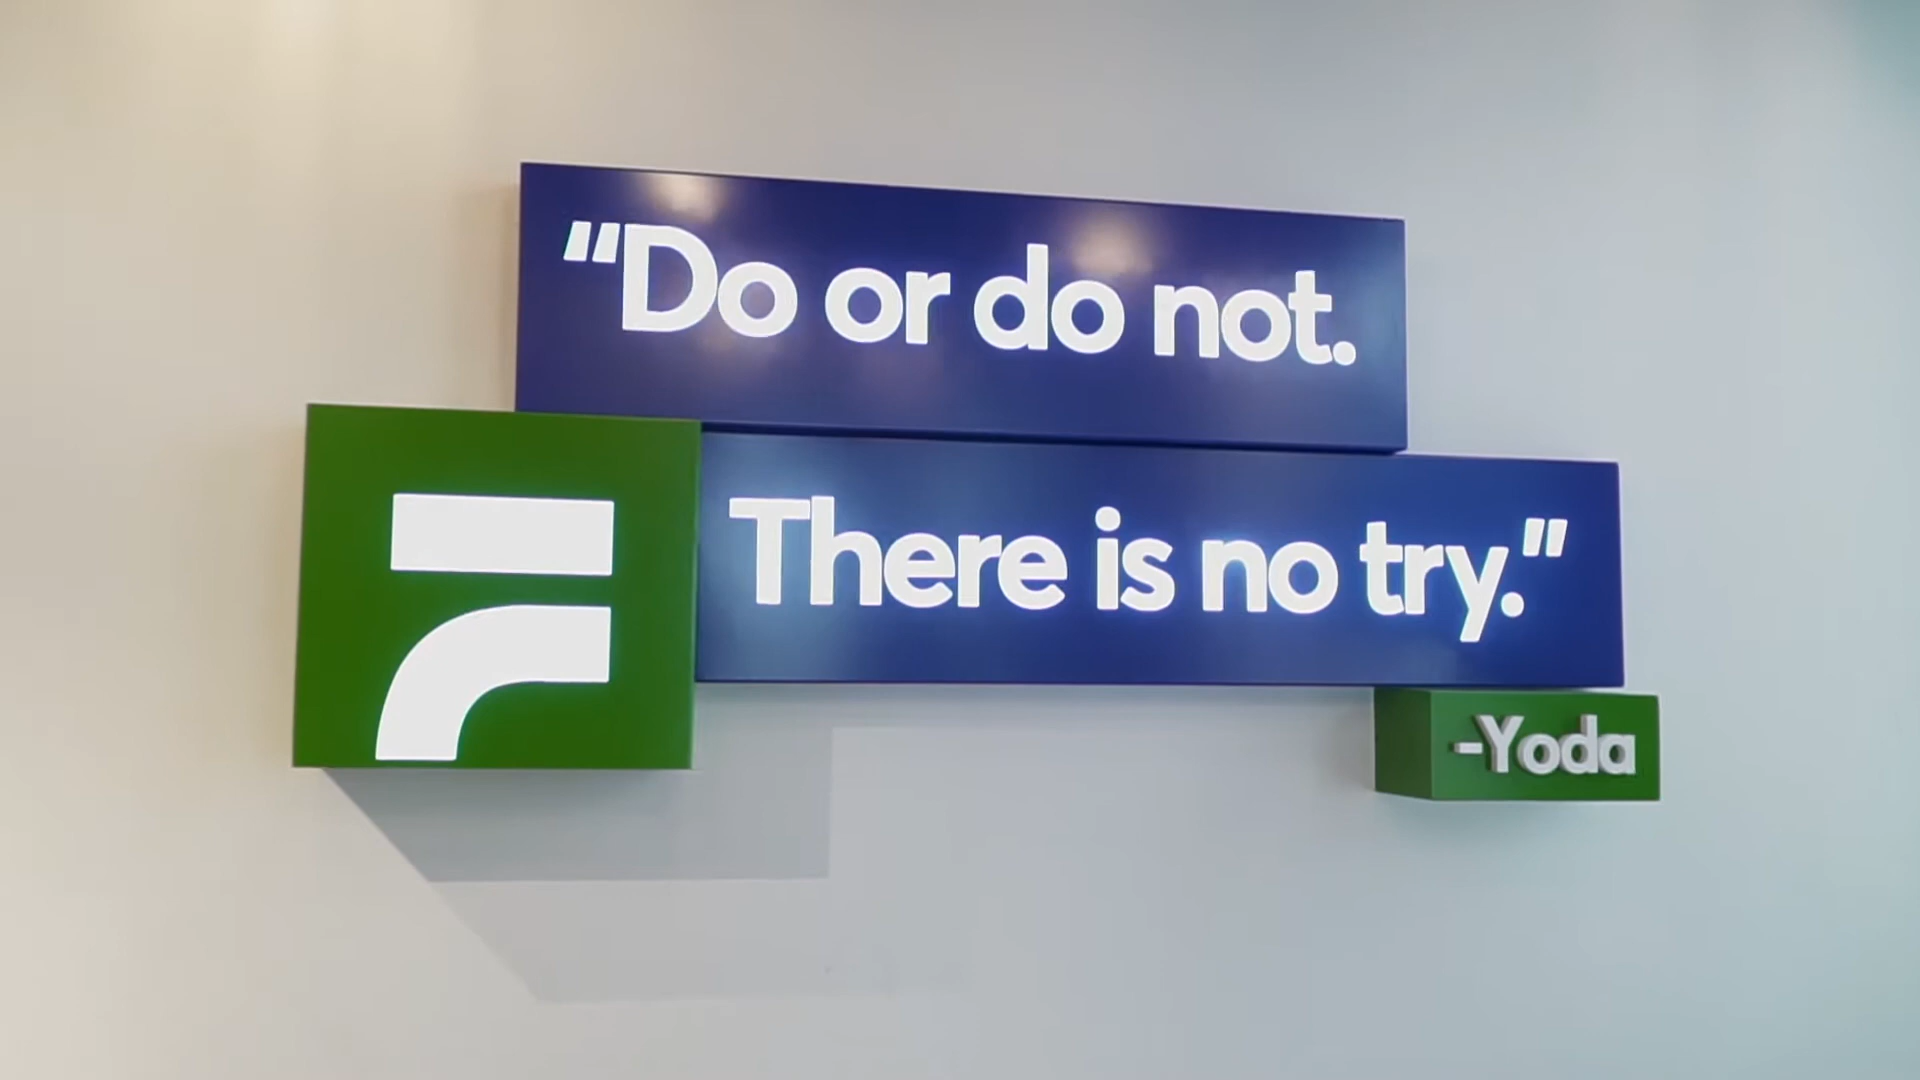 “Do or do not.
There is no try.”
-Yoda